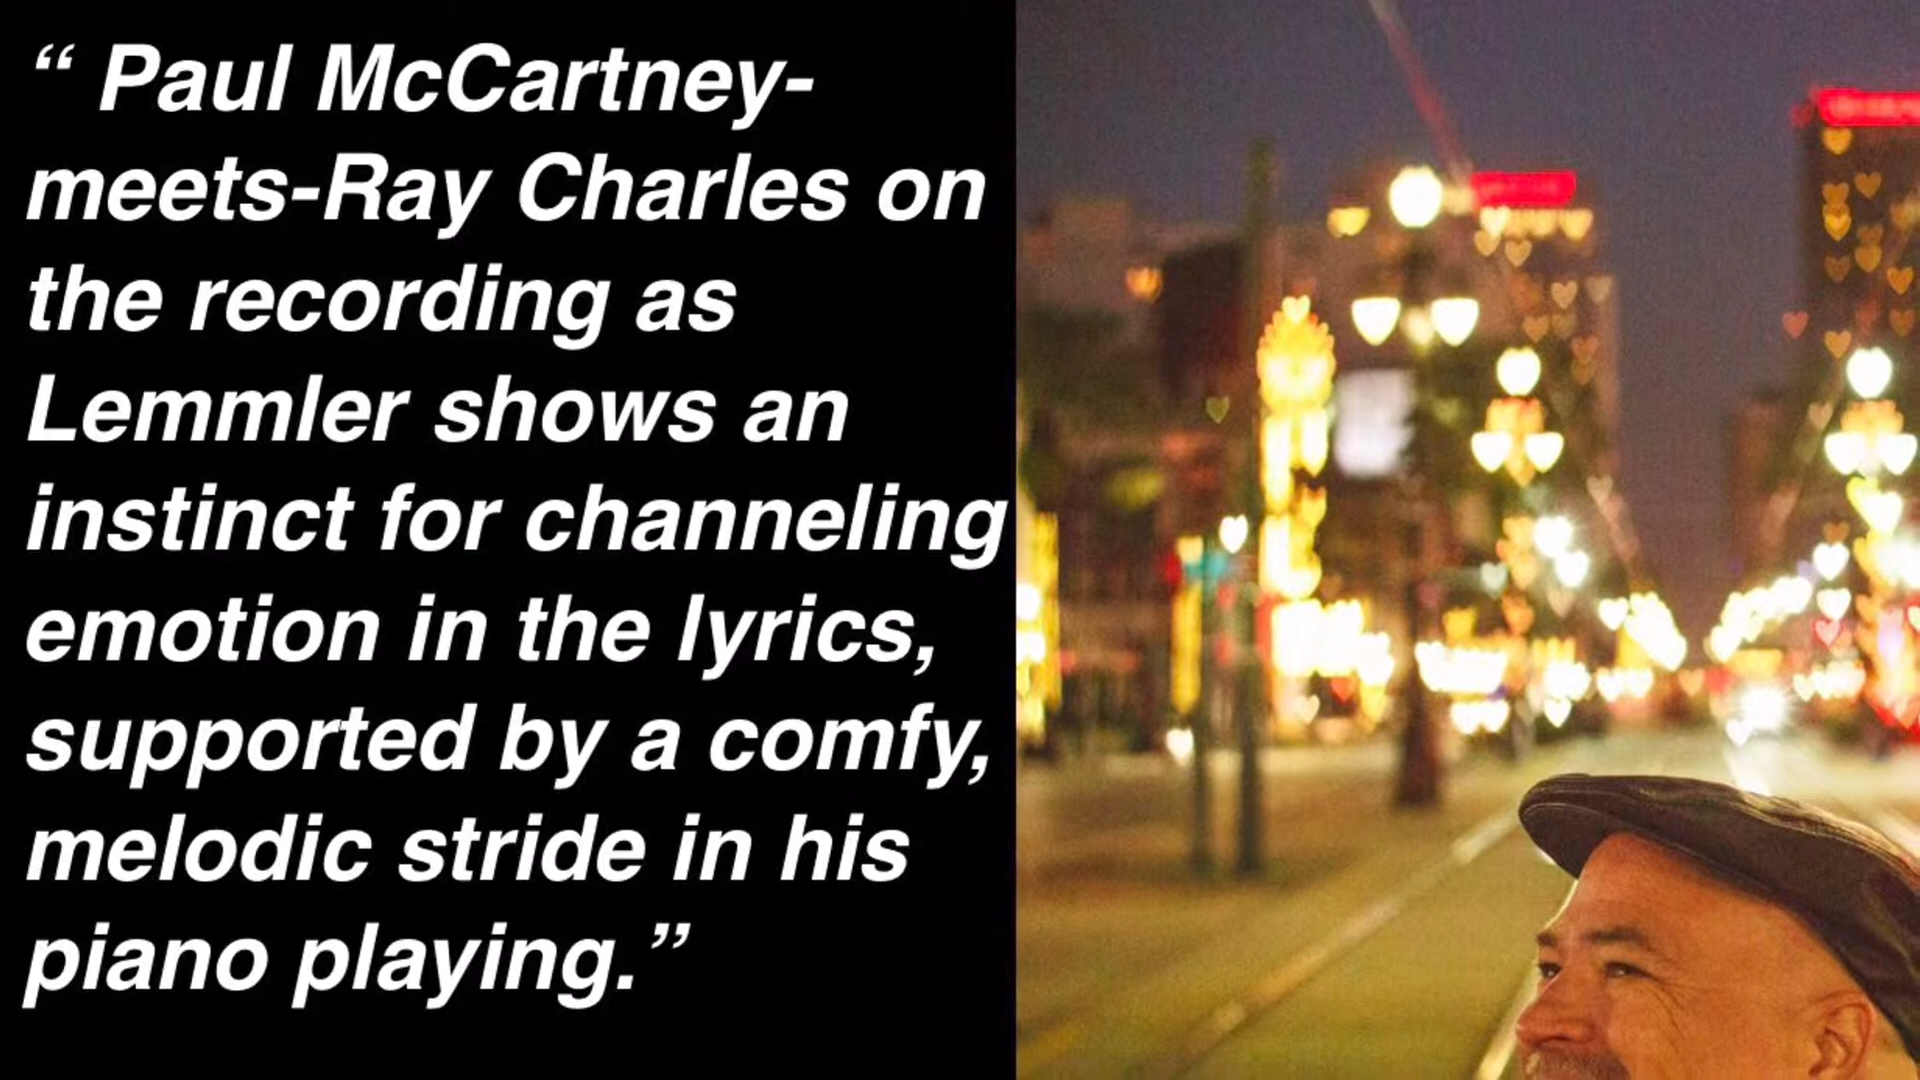 “ Paul McCartney-
meets-Ray Charles on
the recording as
Lemmler shows an
instinct for channeling
emotion in the lyrics,
supported by a comfy,
melodic stride in his
piano playing.”